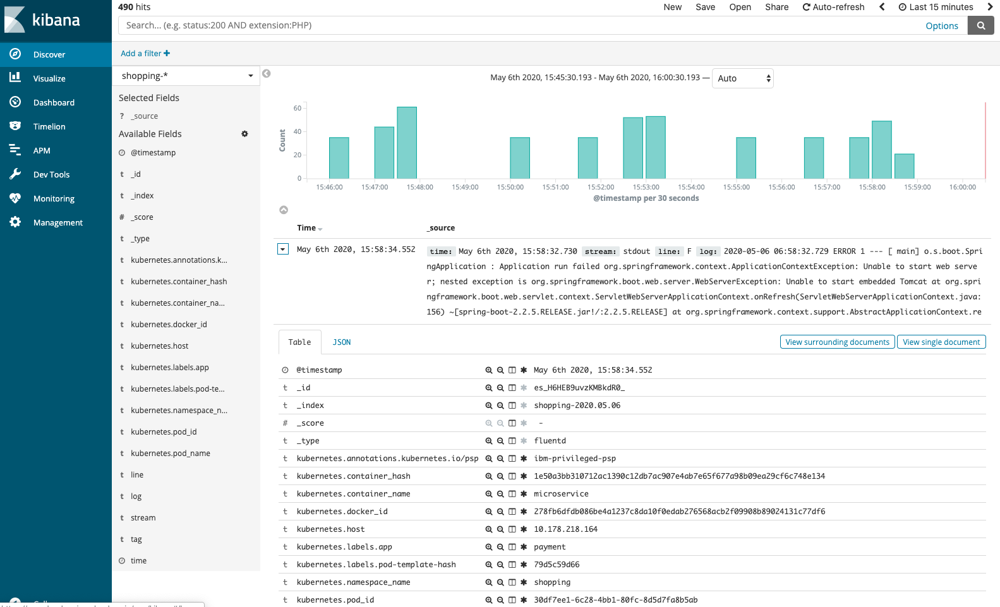 kibana
Discover
Visualize
Dashboard
Timelion
APM
Dev Tools
Monitoring
Management
490 hits
New Save Open Share Auto-refresh Last 15 minutes
Search... (e.g. status:200 AND extension:PHP)
Options
Add a filter +
shopping-*
Selected Fields
? _source
Available Fields
@timestamp
t _id
t _index
# _score
t _type
t kubernetes.annotations.k...
t kubernetes.container_hash
t kubernetes.container_na...
t kubernetes.docker_id
t kubernetes.host
t kubernetes.labels.app
t kubernetes.labels.pod-te...
t kubernetes.namespace_n...
t kubernetes.pod_id
t kubernetes.pod_name
t line
t log
t stream
t tag
time
May 6th 2020, 15:45:30.193 - May 6th 2020, 16:00:30.193 — Auto
Count
60
40
20
0
15:46:00 15:47:00 15:48:00 15:49:00 15:50:00 15:51:00 15:52:00 15:53:00 15:54:00 15:55:00 15:56:00 15:57:00 15:58:00 15:59:00 16:00:00
@timestamp per 30 seconds
Time _source
May 6th 2020, 15:58:34.552
time: May 6th 2020, 15:58:32.730 stream: stdout line: F log: 2020-05-06 06:58:32.729 ERROR 1 --- [ main] o.s.boot.Spri
ngApplication : Application run failed org.springframework.context.ApplicationContextException: Unable to start web serve
r; nested exception is org.springframework.boot.web.server.WebServerException: Unable to start embedded Tomcat at org.spri
ngframework.boot.web.servlet.context.ServletWebServerApplicationContext.onRefresh(ServletWebServerApplicationContext.java:
156) ~[spring-boot-2.2.5.RELEASE.jar!/:2.2.5.RELEASE] at org.springframework.context.support.AbstractApplicationContext.re
Table JSON View surrounding documents View single document
@timestamp May 6th 2020, 15:58:34.552
t _id es_H6HEB9uvzKMBkdR0_
t _index shopping-2020.05.06
# _score -
t _type fluentd
t kubernetes.annotations.kubernetes.io/psp ibm-privileged-psp
t kubernetes.container_hash 1e50a3bb310712ac1390c12db7ac907e4ab7e65f677a98b09ea29cf6c748e134
t kubernetes.container_name microservice
t kubernetes.docker_id 278fb6dfdb086be4a1237c8da10f0edab276568acb2f09908b89024131c77df6
t kubernetes.host 10.178.218.164
t kubernetes.labels.app payment
t kubernetes.labels.pod-template-hash 79d5c59d66
t kubernetes.namespace_name shopping
t kubernetes.pod_id 30df7ee1-6c28-4bb1-80fc-8d5d7fa8b5ab